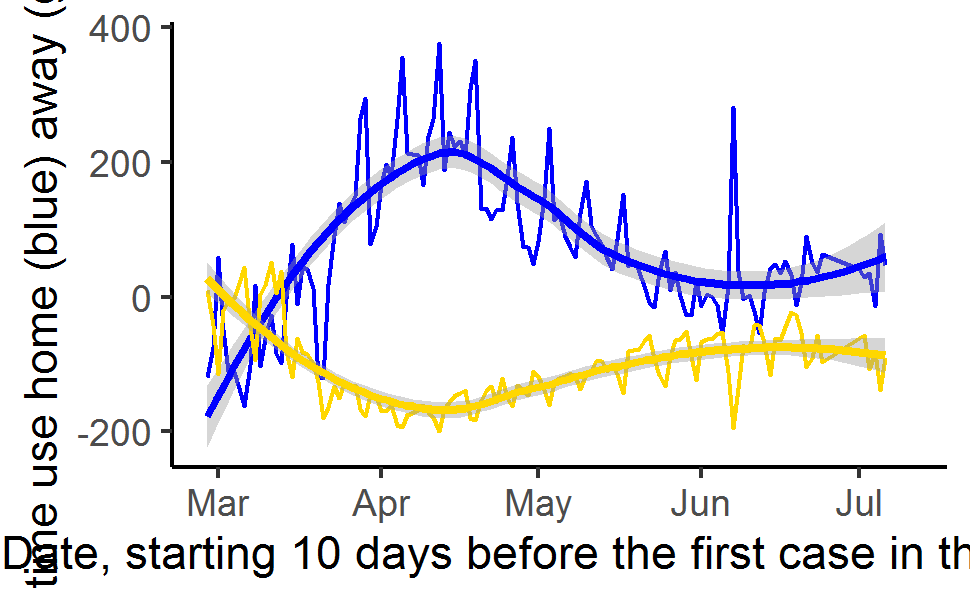 time use home (blue) away (
400
200
0
-200
Mar Apr May Jun Jul
Date, starting 10 days before the first case in th